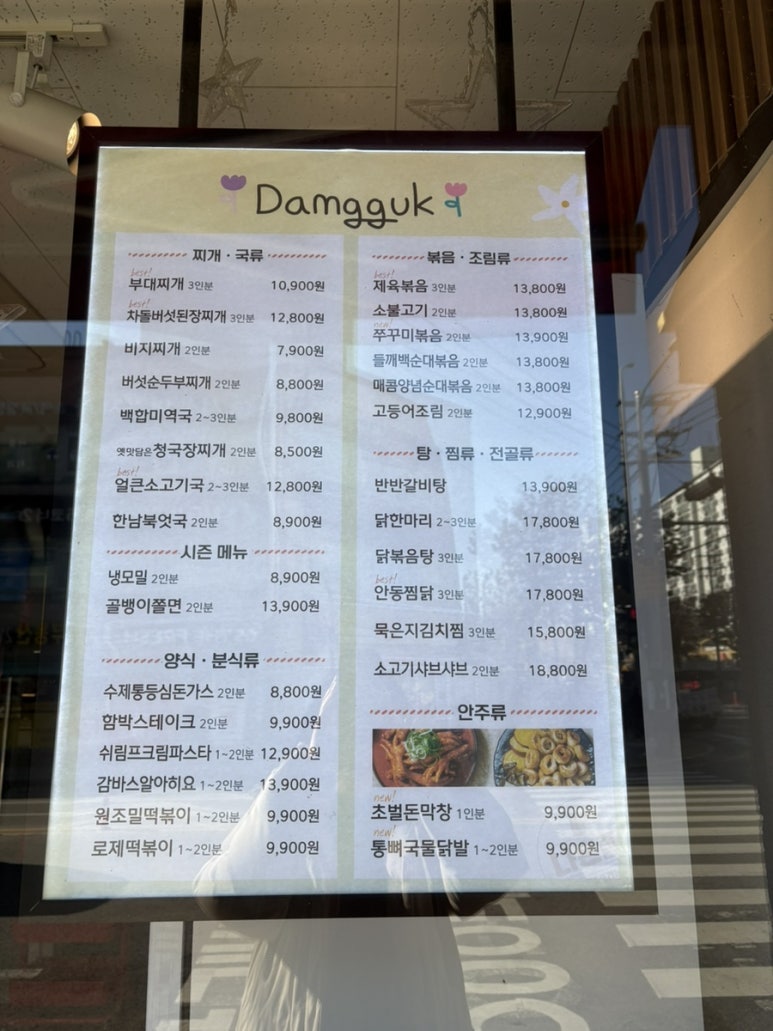 Damgguk
찌개 · 국류
best!
부대찌개 3인분 10,900원
best!
차돌버섯된장찌개 3인분 12,800원
비지찌개 2인분 7,900원
버섯순두부찌개 2인분 8,800원
백합미역국 2~3인분 9,800원
옛맛담은청국장찌개 2인분 8,500원
best!
얼큰소고기국 2~3인분 12,800원
한남북엇국 2인분 8,900원
시즌 메뉴
냉모밀 2인분 8,900원
골뱅이쫄면 2인분 13,900원
양식 · 분식류
수제통등심돈가스 2인분 8,800원
함박스테이크 2인분 9,900원
쉬림프크림파스타 1~2인분 12,900원
감바스알아히요 1~2인분 13,900원
원조밀떡볶이 1~2인분 9,900원
로제떡볶이 1~2인분 9,900원
볶음 · 조림류
best!
제육볶음 3인분 13,800원
소불고기 2인분 13,800원
new!
쭈꾸미볶음 2인분 13,900원
들깨백순대볶음 2인분 13,800원
매콤양념순대볶음 2인분 13,800원
고등어조림 2인분 12,900원
탕 · 찜류 · 전골류
반반갈비탕 13,900원
닭한마리 2~3인분 17,800원
닭볶음탕 3인분 17,800원
best!
안동찜닭 3인분 17,800원
묵은지김치찜 3인분 15,800원
소고기샤브샤브 2인분 18,800원
안주류
new!
초벌돈막창 1인분 9,900원
new!
통뼈국물닭발 1~2인분 9,900원